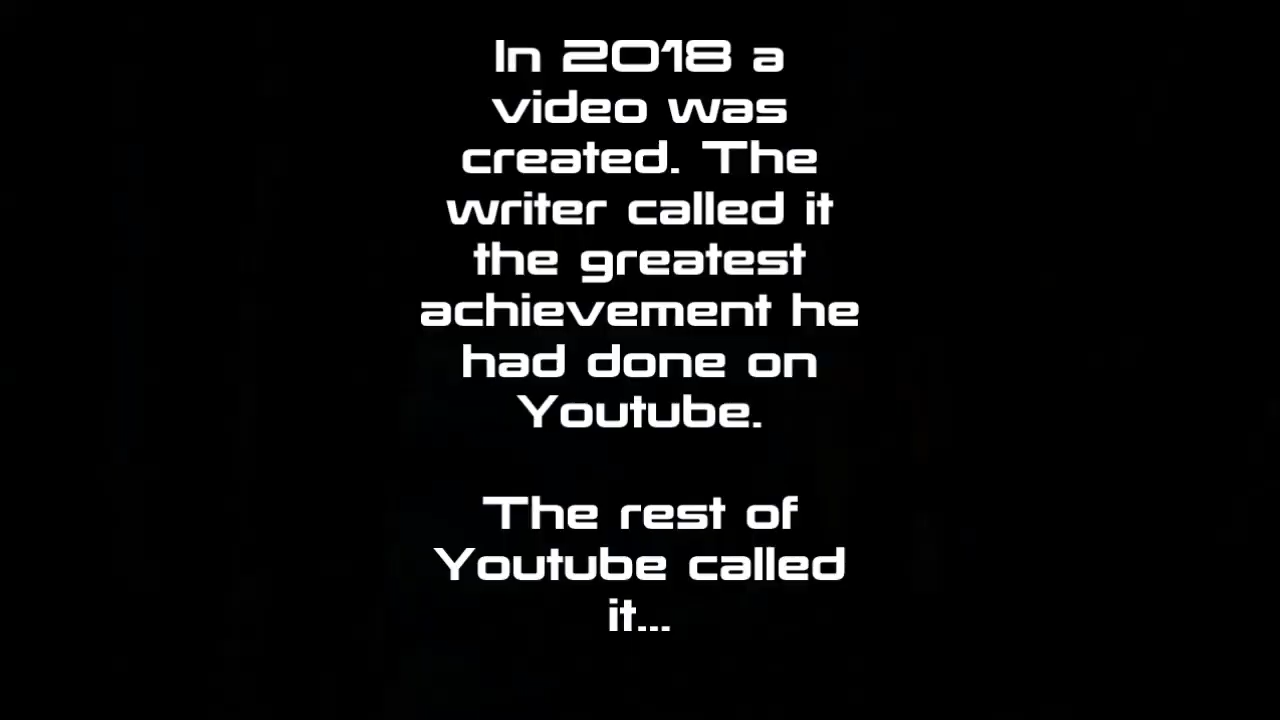 In 2018 a
video was
created. The
writer called it
the greatest
achievement he
had done on
Youtube.
The rest of
Youtube called
it...